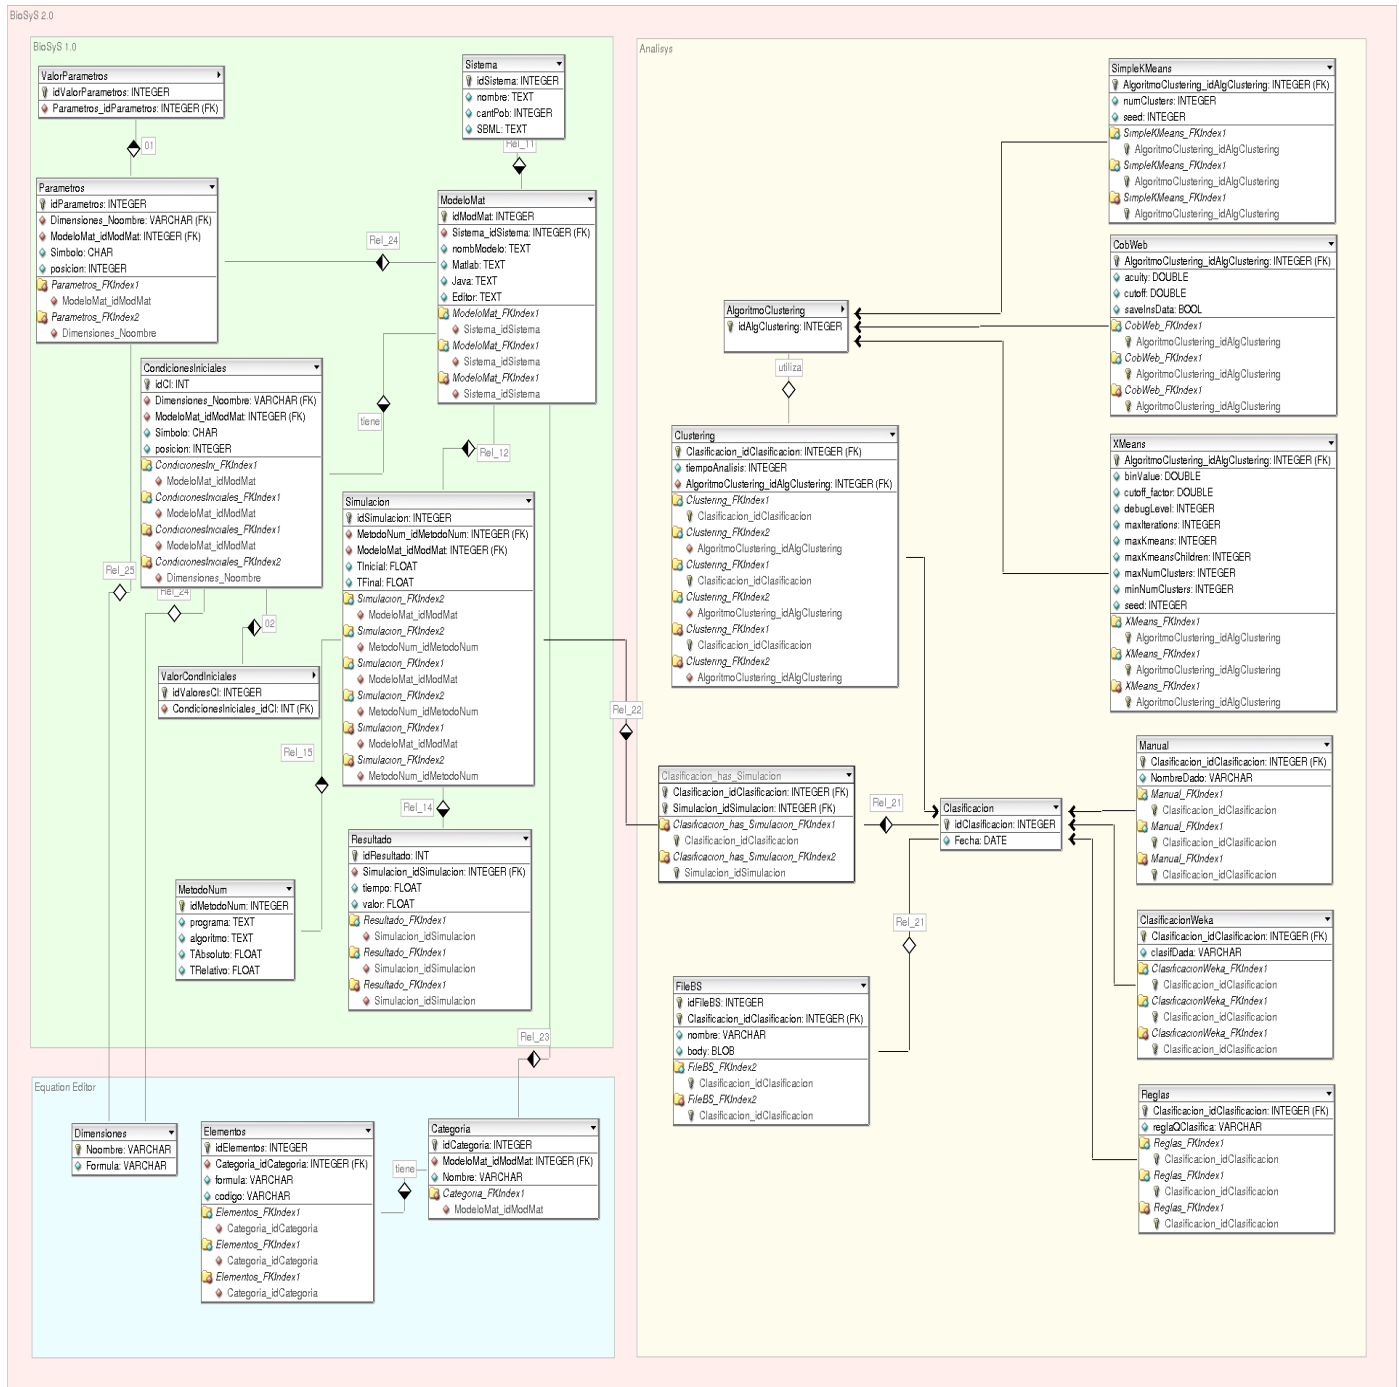 BioSyS 2.0
BioSyS 1.0
ValorParametros
idValorParametros: INTEGER
Parametros_idParametros: INTEGER (FK)
01
Sistema
idSistema: INTEGER
nombre: TEXT
cantPob: INTEGER
SBML: TEXT
Rel_11
Parametros
idParametros: INTEGER
Dimensiones_Noombre: VARCHAR (FK)
ModeloMat_idModMat: INTEGER (FK)
Simbolo: CHAR
posicion: INTEGER
Parametros_FKIndex1
ModeloMat_idModMat
Parametros_FKIndex2
Dimensiones_Noombre
Rel_24
ModeloMat
idModMat: INTEGER
Sistema_idSistema: INTEGER (FK)
nombModelo: TEXT
Matlab: TEXT
Java: TEXT
Editor: TEXT
ModeloMat_FKIndex1
Sistema_idSistema
ModeloMat_FKIndex1
Sistema_idSistema
ModeloMat_FKIndex1
Sistema_idSistema
CondicionesIniciales
idCI: INT
Dimensiones_Noombre: VARCHAR (FK)
ModeloMat_idModMat: INTEGER (FK)
Simbolo: CHAR
posicion: INTEGER
CondicionesIni_FKIndex1
ModeloMat_idModMat
CondicionesIniciales_FKIndex1
ModeloMat_idModMat
CondicionesIniciales_FKIndex1
ModeloMat_idModMat
CondicionesIniciales_FKIndex2
Dimensiones_Noombre
tiene
Rel_12
Rel_25
Rel_24
02
ValorCondIniciales
idValoresCI: INTEGER
CondicionesIniciales_idCI: INT (FK)
Simulacion
idSimulacion: INTEGER
MetodoNum_idMetodoNum: INTEGER (FK)
ModeloMat_idModMat: INTEGER (FK)
TInicial: FLOAT
TFinal: FLOAT
Simulacion_FKIndex2
ModeloMat_idModMat
Simulacion_FKIndex2
MetodoNum_idMetodoNum
Simulacion_FKIndex1
ModeloMat_idModMat
Simulacion_FKIndex2
MetodoNum_idMetodoNum
Simulacion_FKIndex1
ModeloMat_idModMat
Simulacion_FKIndex2
MetodoNum_idMetodoNum
Rel_15
Rel_14
Rel_22
MetodoNum
idMetodoNum: INTEGER
programa: TEXT
algoritmo: TEXT
TAbsoluto: FLOAT
TRelativo: FLOAT
Resultado
idResultado: INT
Simulacion_idSimulacion: INTEGER (FK)
tiempo: FLOAT
valor: FLOAT
Resultado_FKIndex1
Simulacion_idSimulacion
Resultado_FKIndex1
Simulacion_idSimulacion
Resultado_FKIndex1
Simulacion_idSimulacion
Rel_23
Equation Editor
Dimensiones
Noombre: VARCHAR
Formula: VARCHAR
Elementos
idElementos: INTEGER
Categoria_idCategoria: INTEGER (FK)
formula: VARCHAR
codigo: VARCHAR
Elementos_FKIndex1
Categoria_idCategoria
Elementos_FKIndex1
Categoria_idCategoria
Elementos_FKIndex1
Categoria_idCategoria
tiene
Categoria
idCategoria: INTEGER
ModeloMat_idModMat: INTEGER (FK)
Nombre: VARCHAR
Categoria_FKIndex1
ModeloMat_idModMat
Analisys
SimpleKMeans
AlgoritmoClustering_idAlgClustering: INTEGER (FK)
numClusters: INTEGER
seed: INTEGER
SimpleKMeans_FKIndex1
AlgoritmoClustering_idAlgClustering
SimpleKMeans_FKIndex1
AlgoritmoClustering_idAlgClustering
SimpleKMeans_FKIndex1
AlgoritmoClustering_idAlgClustering
CobWeb
AlgoritmoClustering_idAlgClustering: INTEGER (FK)
acuity: DOUBLE
cutoff: DOUBLE
saveInsData: BOOL
CobWeb_FKIndex1
AlgoritmoClustering_idAlgClustering
CobWeb_FKIndex1
AlgoritmoClustering_idAlgClustering
CobWeb_FKIndex1
AlgoritmoClustering_idAlgClustering
AlgoritmoClustering
idAlgClustering: INTEGER
utiliza
Clustering
Clasificacion_idClasificacion: INTEGER (FK)
tiempoAnalisis: INTEGER
AlgoritmoClustering_idAlgClustering: INTEGER (FK)
Clustering_FKIndex1
Clasificacion_idClasificacion
Clustering_FKIndex2
AlgoritmoClustering_idAlgClustering
Clustering_FKIndex1
Clasificacion_idClasificacion
Clustering_FKIndex2
AlgoritmoClustering_idAlgClustering
Clustering_FKIndex1
Clasificacion_idClasificacion
Clustering_FKIndex2
AlgoritmoClustering_idAlgClustering
XMeans
AlgoritmoClustering_idAlgClustering: INTEGER (FK)
binValue: DOUBLE
cutoff_factor: DOUBLE
debugLevel: INTEGER
maxIterations: INTEGER
maxKmeans: INTEGER
maxKmeansChildren: INTEGER
maxNumClusters: INTEGER
minNumClusters: INTEGER
seed: INTEGER
XMeans_FKIndex1
AlgoritmoClustering_idAlgClustering
XMeans_FKIndex1
AlgoritmoClustering_idAlgClustering
XMeans_FKIndex1
AlgoritmoClustering_idAlgClustering
Clasificacion_has_Simulacion
Clasificacion_idClasificacion: INTEGER (FK)
Simulacion_idSimulacion: INTEGER (FK)
Clasificacion_has_Simulacion_FKIndex1
Clasificacion_idClasificacion
Clasificacion_has_Simulacion_FKIndex2
Simulacion_idSimulacion
Rel_21
Clasificacion
idClasificacion: INTEGER
Fecha: DATE
Rel_21
Manual
Clasificacion_idClasificacion: INTEGER (FK)
NombreDado: VARCHAR
Manual_FKIndex1
Clasificacion_idClasificacion
Manual_FKIndex1
Clasificacion_idClasificacion
Manual_FKIndex1
Clasificacion_idClasificacion
ClasificacionWeka
Clasificacion_idClasificacion: INTEGER (FK)
clasifDada: VARCHAR
ClasificacionWeka_FKIndex1
Clasificacion_idClasificacion
ClasificacionWeka_FKIndex1
Clasificacion_idClasificacion
ClasificacionWeka_FKIndex1
Clasificacion_idClasificacion
FileBS
idFileBS: INTEGER
Clasificacion_idClasificacion: INTEGER (FK)
nombre: VARCHAR
body: BLOB
FileBS_FKIndex2
Clasificacion_idClasificacion
FileBS_FKIndex2
Clasificacion_idClasificacion
Reglas
Clasificacion_idClasificacion: INTEGER (FK)
reglaQClasifica: VARCHAR
Reglas_FKIndex1
Clasificacion_idClasificacion
Reglas_FKIndex1
Clasificacion_idClasificacion
Reglas_FKIndex1
Clasificacion_idClasificacion